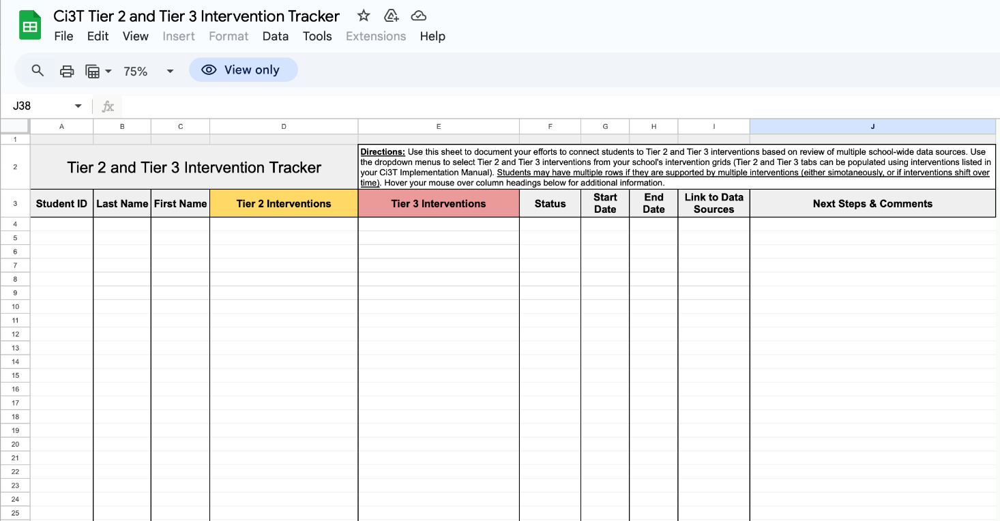 Ci3T Tier 2 and Tier 3 Intervention Tracker
File Edit View Insert Format Data Tools Extensions Help
75% View only
J38 fx
A B C D E F G H I J
1
2
Tier 2 and Tier 3 Intervention Tracker
Directions: Use this sheet to document your efforts to connect students to Tier 2 and Tier 3 interventions based on review of multiple school-wide data sources. Use
the dropdown menus to select Tier 2 and Tier 3 interventions from your school's intervention grids (Tier 2 and Tier 3 tabs can be populated using interventions listed in
your Ci3T Implementation Manual). Students may have multiple rows if they are supported by multiple interventions (either simotaneously, or if interventions shift over
time). Hover your mouse over column headings below for additional information.
3 Student ID Last Name First Name Tier 2 Interventions Tier 3 Interventions Status Start Date End Date Link to Data Sources Next Steps & Comments
4
5
6
7
8
9
10
11
12
13
14
15
16
17
18
19
20
21
22
23
24
25